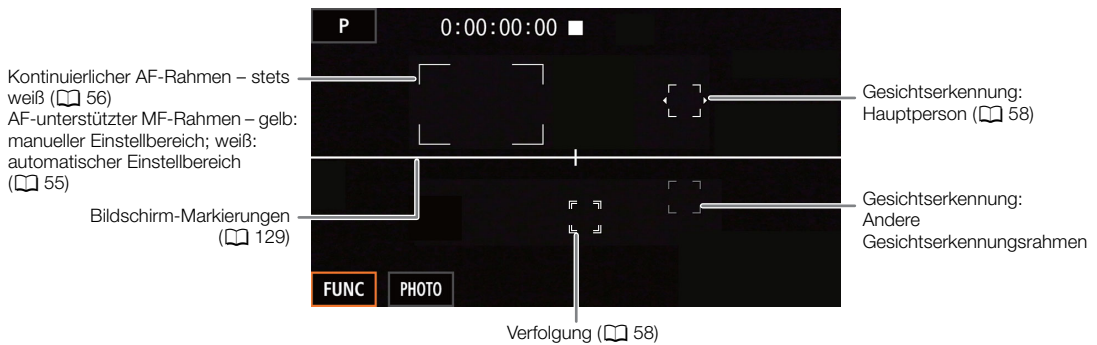 P 0:00:00:00
Kontinuierlicher AF-Rahmen – stets
weiß (56)
AF-unterstützter MF-Rahmen – gelb:
manueller Einstellbereich; weiß:
automatischer Einstellbereich
(55)
Bildschirm-Markierungen
(129)
Gesichtserkennung:
Hauptperson (58)
Gesichtserkennung:
Andere
Gesichtserkennungsrahmen
FUNC PHOTO
Verfolgung (58)